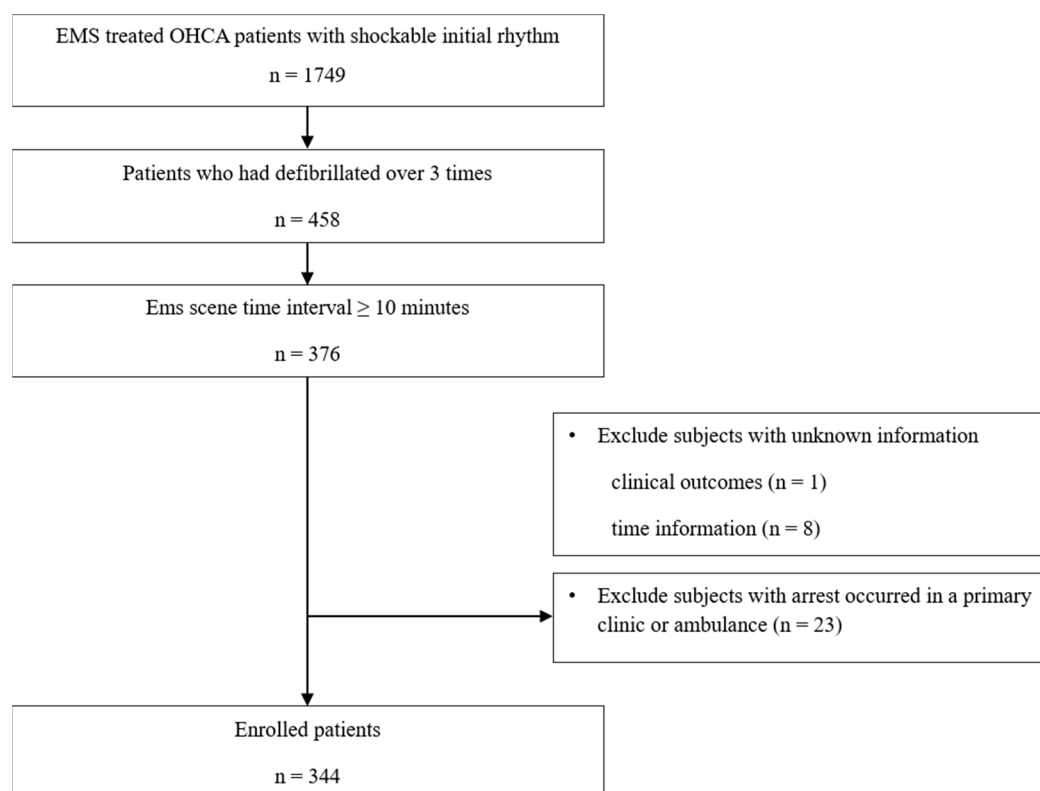 EMS treated OHCA patients with shockable initial rhythm
n = 1749
Patients who had defibrillated over 3 times
n = 458
Ems scene time interval ≥ 10 minutes
n = 376
• Exclude subjects with unknown information
clinical outcomes (n = 1)
time information (n = 8)
• Exclude subjects with arrest occurred in a primary
clinic or ambulance (n = 23)
Enrolled patients
n = 344